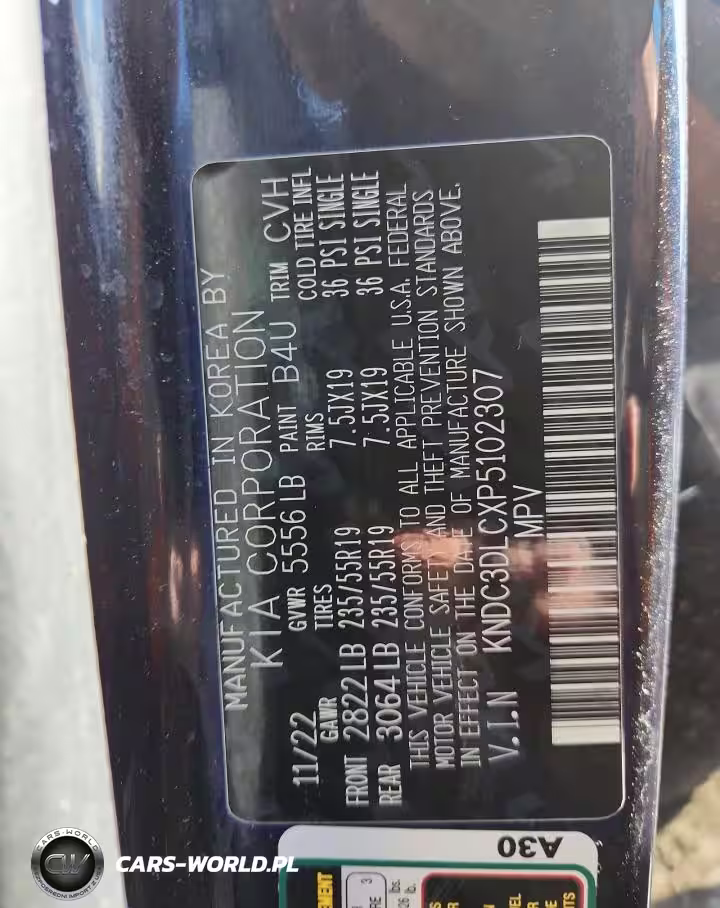 MANUFACTURED IN KOREA BY
KIA CORPORATION
11/22 GVWR 5556 LB PAINT B4U TRIM CVH
GAWR TIRES RIMS COLD TIRE INFL
FRONT 2822 LB 235/55R19 7.5JX19 36 PSI SINGLE
REAR 3064 LB 235/55R19 7.5JX19 36 PSI SINGLE
THIS VEHICLE CONFORMS TO ALL APPLICABLE U.S.A. FEDERAL
MOTOR VEHICLE SAFETY AND THEFT PREVENTION STANDARDS
IN EFFECT ON THE DATE OF MANUFACTURE SHOWN ABOVE.
V.I.N KNDC3DLCXP5102307
MPV
A30
CARS-WORLD
CW
CARS-WORLD.PL